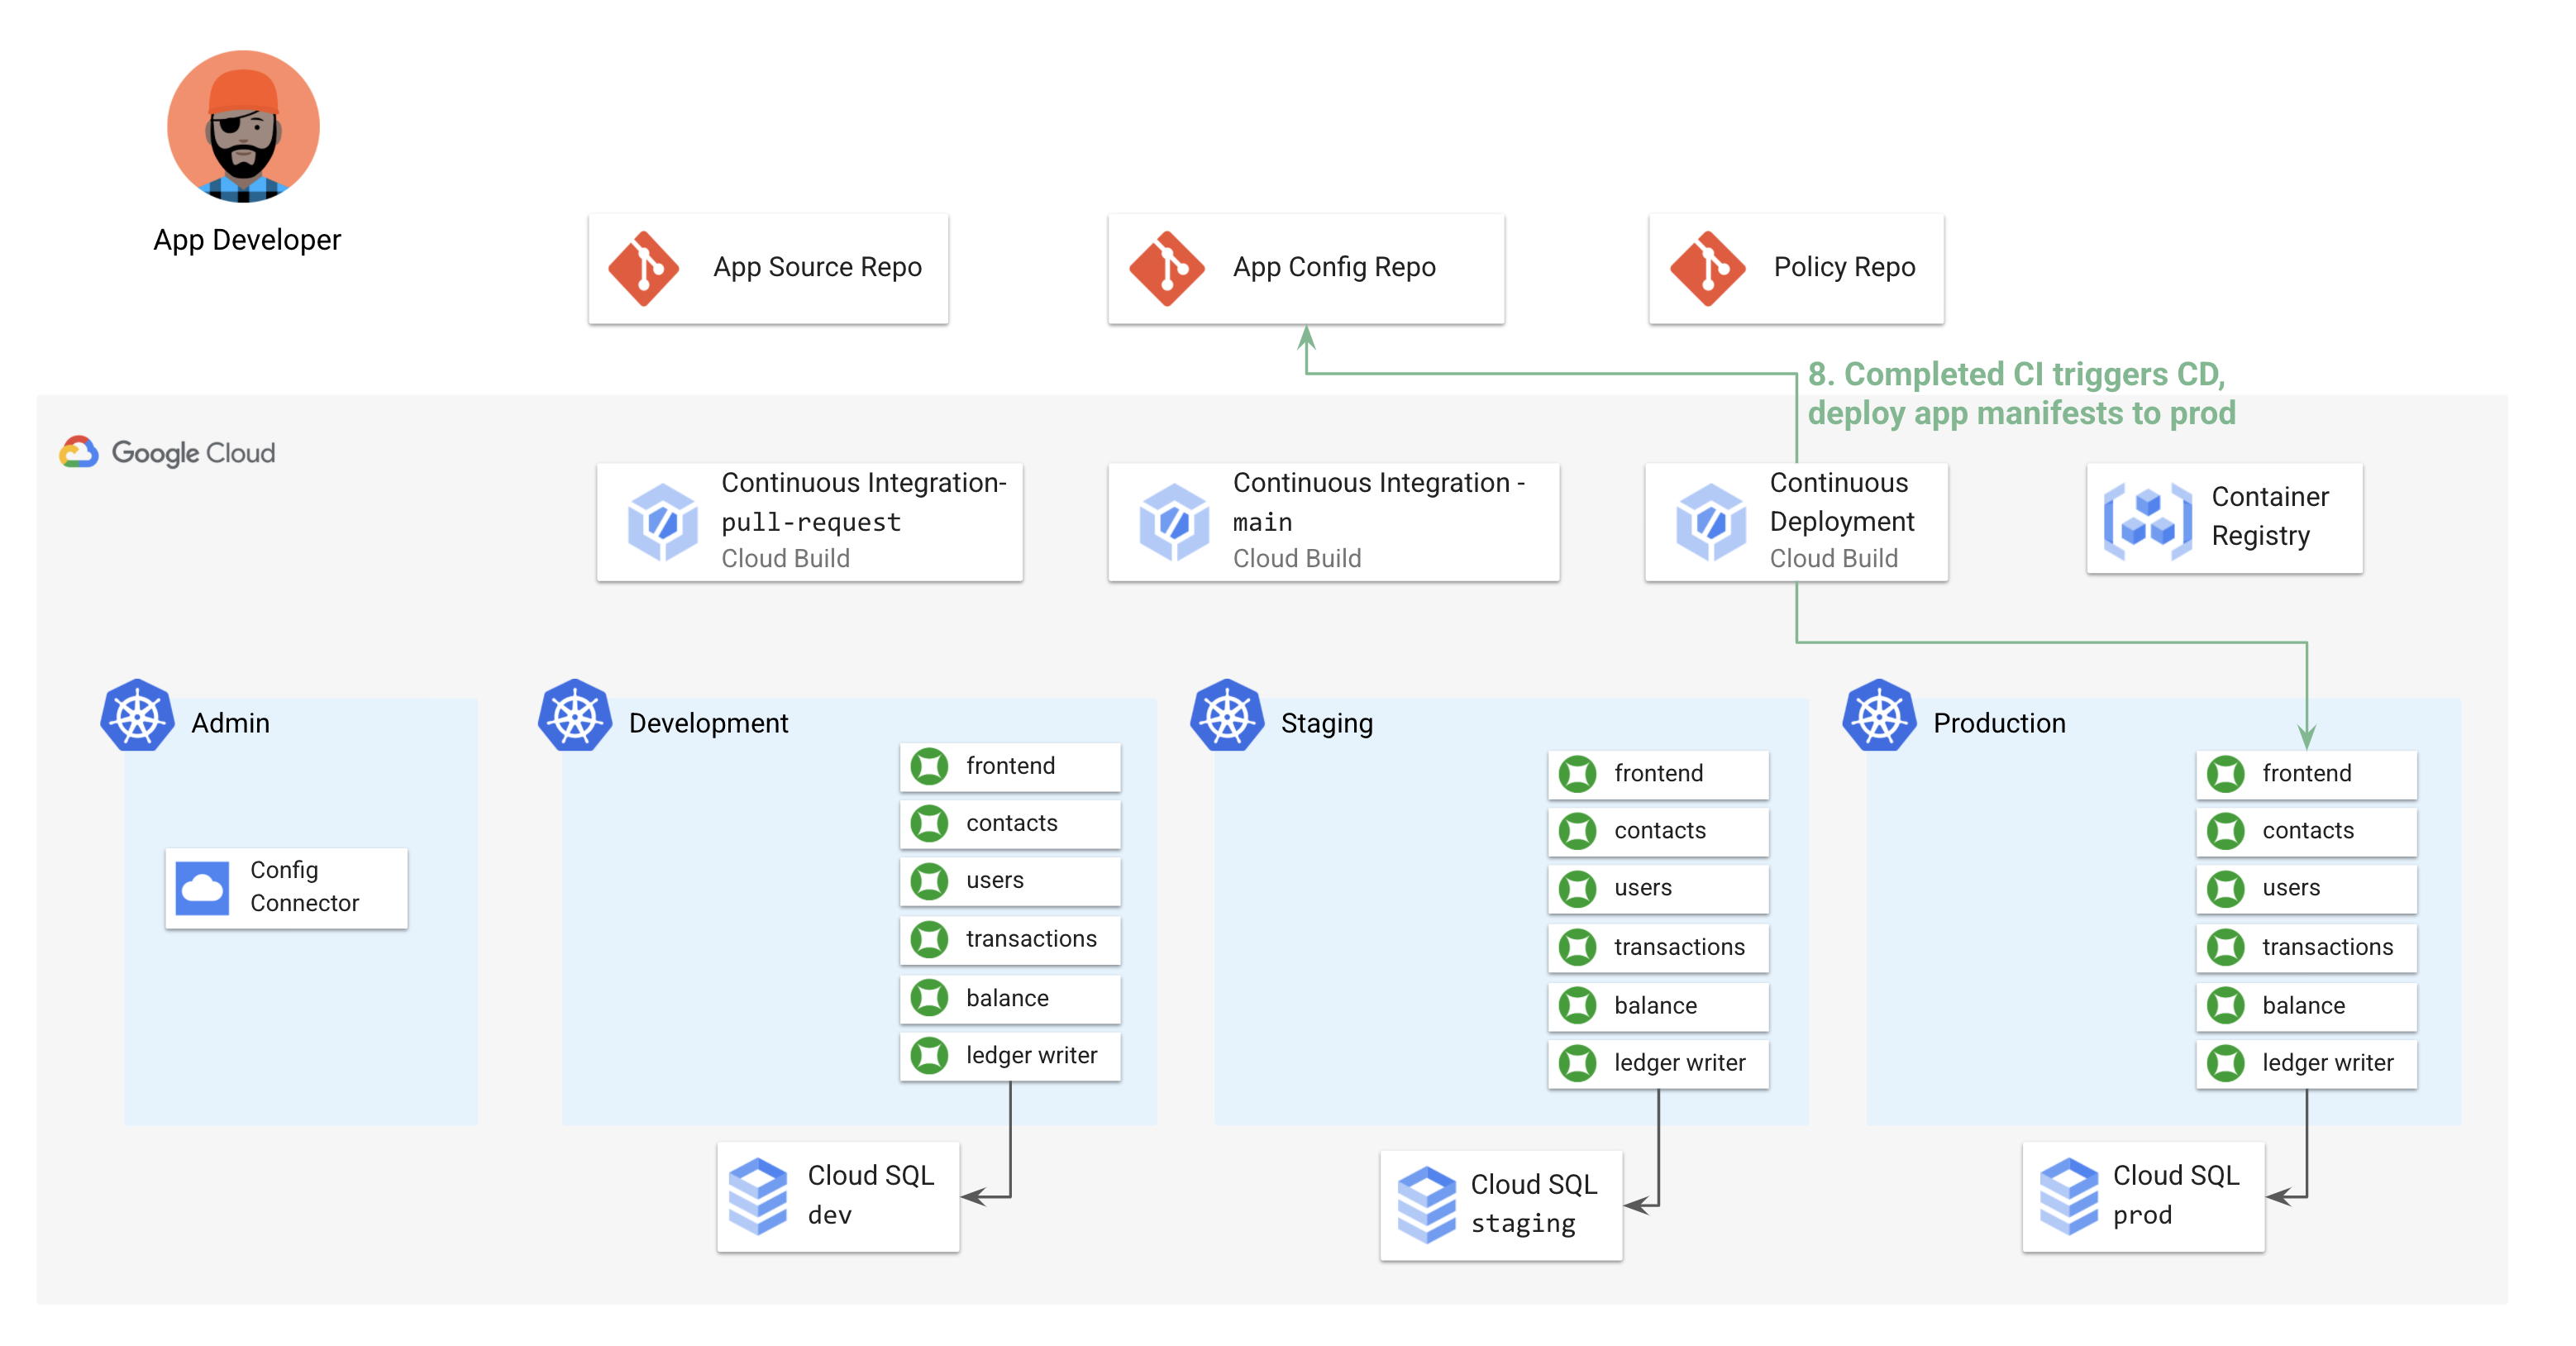 App Developer
App Source Repo
App Config Repo
Policy Repo
8. Completed CI triggers CD,
deploy app manifests to prod
Google Cloud
Continuous Integration-
pull-request
Cloud Build
Continuous Integration -
main
Cloud Build
Continuous
Deployment
Cloud Build
Container
Registry
Admin
Config
Connector
Development
frontend
contacts
users
transactions
balance
ledger writer
Cloud SQL
dev
Staging
frontend
contacts
users
transactions
balance
ledger writer
Cloud SQL
staging
Production
frontend
contacts
users
transactions
balance
ledger writer
Cloud SQL
prod